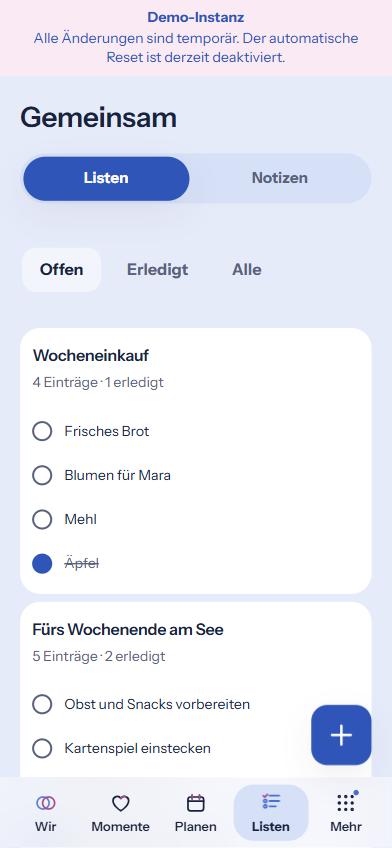 Demo-Instanz
Alle Änderungen sind temporär. Der automatische
Reset ist derzeit deaktiviert.
Gemeinsam
Listen
Notizen
Offen
Erledigt
Alle
Wocheneinkauf
4 Einträge · 1 erledigt
Frisches Brot
Blumen für Mara
Mehl
Äpfel
Fürs Wochenende am See
5 Einträge · 2 erledigt
Obst und Snacks vorbereiten
Kartenspiel einstecken
Wir
Momente
Planen
Listen
Mehr